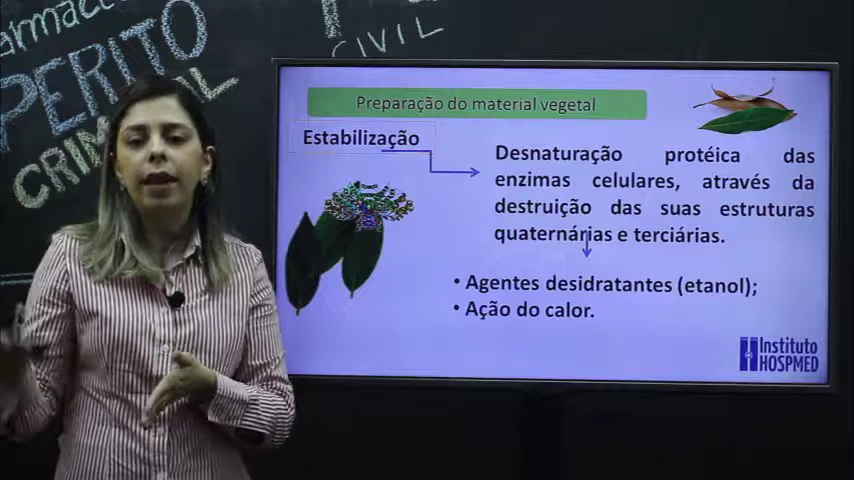 PERITO
CRIMINAL
CIVIL
Preparação do material vegetal
Estabilização
Desnaturação protéica das
enzimas celulares, através da
destruição das suas estruturas
quaternárias e terciárias.
• Agentes desidratantes (etanol);
• Ação do calor.
Instituto
HOSPMED